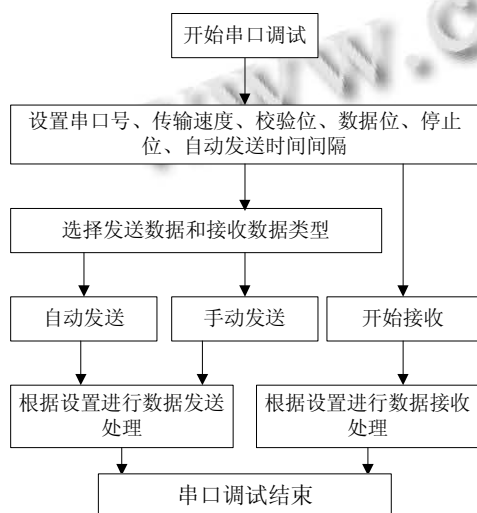 开始串口调试
设置串口号、传输速度、校验位、数据位、停止
位、自动发送时间间隔
选择发送数据和接收数据类型
自动发送
手动发送
开始接收
根据设置进行数据发送
处理
根据设置进行数据接收
处理
串口调试结束
www.c